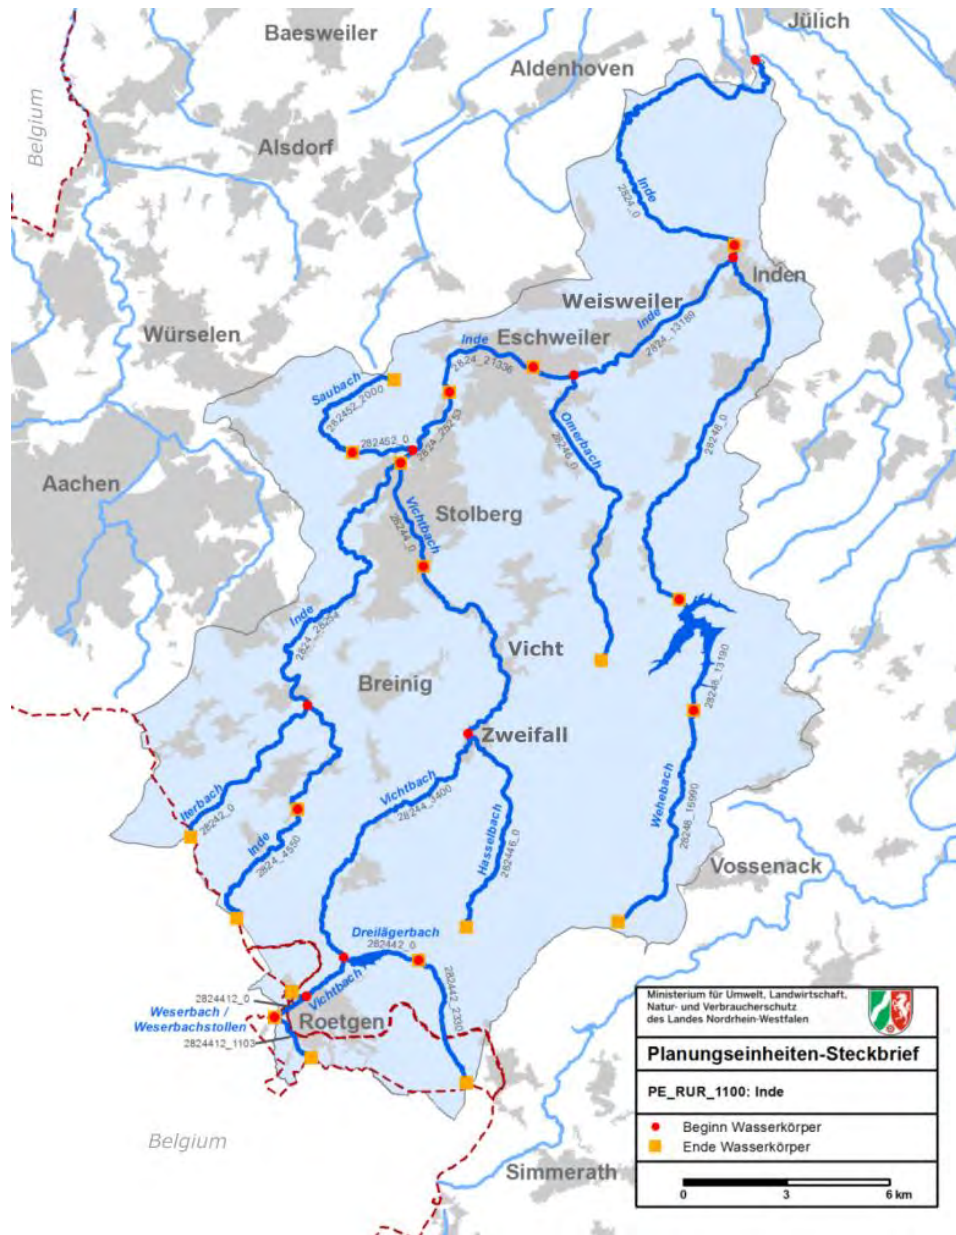 Jülich
Baesweiler
Aldenhoven
Belgium
Alsdorf
Inde
2824_0
Inden
Weisweiler
Würselen
Eschweiler
Inde
2824_13189
Inde
2824_21336
Saubach
282452_2000
282452_0
2824_25253
Omerbach
28246_0
28248_0
Aachen
Stolberg
Vichtbach
28244_0
Inde
Vicht
Breinig
28248_13190
Zweifall
Vichtbach
28244_3400
Iterbach
28242_0
Hasselbach
282446_0
Wehebach
28248_16990
Inde
2824_4550
Vossenack
Dreilägerbach
282442_0
282442_2330
Vichtbach
2824412_0
Weserbach /
Weserbachstollen
2824412_1103
Roetgen
Belgium
Simmerath
Ministerium für Umwelt, Landwirtschaft,
Natur- und Verbraucherschutz
des Landes Nordrhein-Westfalen
Planungseinheiten-Steckbrief
PE_RUR_1100: Inde
Beginn Wasserkörper
Ende Wasserkörper
0 3 6 km